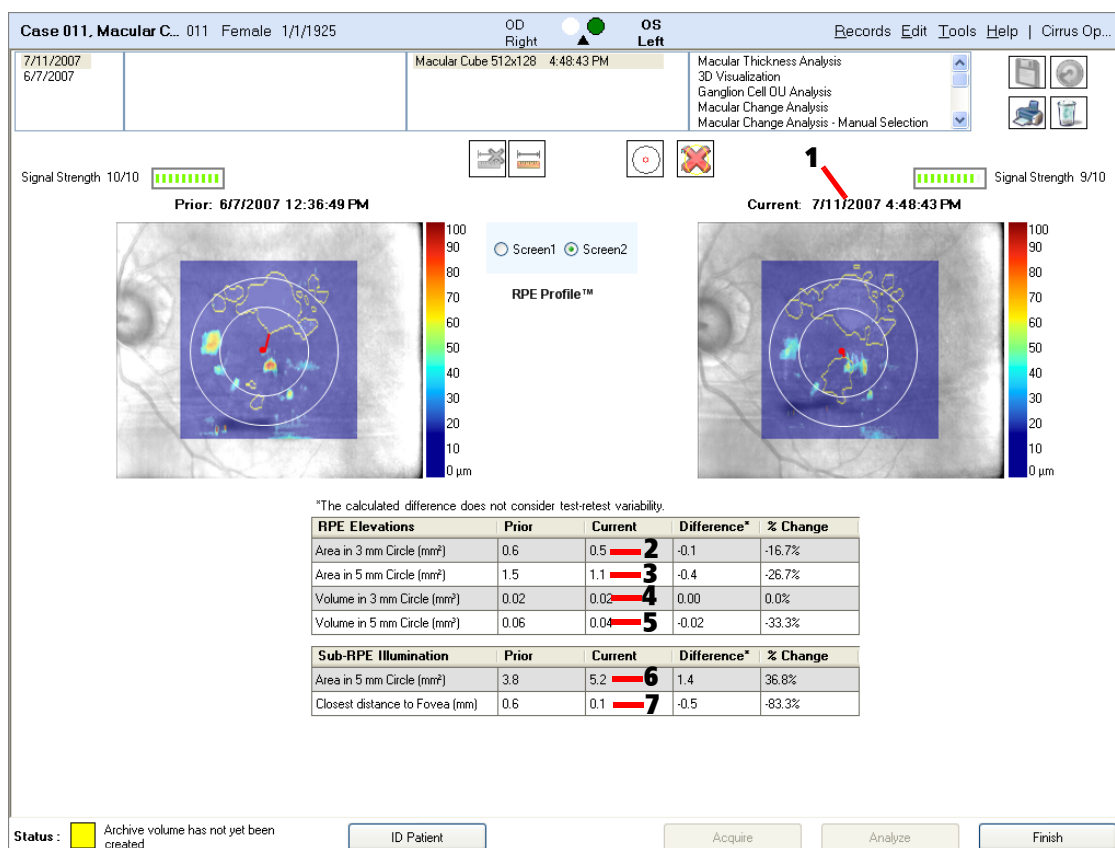 Case 011, Macular C... 011 Female 1/1/1925
OD
Right
OS
Left
Records Edit Tools Help | Cirrus Op...
7/11/2007
6/7/2007
Macular Cube 512x128 4:48:43 PM
Macular Thickness Analysis
3D Visualization
Ganglion Cell OU Analysis
Macular Change Analysis
Macular Change Analysis - Manual Selection
1
Signal Strength 10/10
Signal Strength 9/10
Prior: 6/7/2007 12:36:49 PM
Current: 7/11/2007 4:48:43 PM
Screen1 Screen2
RPE Profile™
100
90
80
70
60
50
40
30
20
10
0 µm
100
90
80
70
60
50
40
30
20
10
0 µm
*The calculated difference does not consider test-retest variability.
RPE Elevations Prior Current Difference* % Change
Area in 3 mm Circle (mm²) 0.6 0.5 2 -0.1 -16.7%
Area in 5 mm Circle (mm²) 1.5 1.1 3 -0.4 -26.7%
Volume in 3 mm Circle (mm³) 0.02 0.02 4 0.00 0.0%
Volume in 5 mm Circle (mm³) 0.06 0.04 5 -0.02 -33.3%
Sub-RPE Illumination Prior Current Difference* % Change
Area in 5 mm Circle (mm²) 3.8 5.2 6 1.4 36.8%
Closest distance to Fovea (mm) 0.6 0.1 7 -0.5 -83.3%
Status : Archive volume has not yet been
created
ID Patient
Acquire
Analyze
Finish